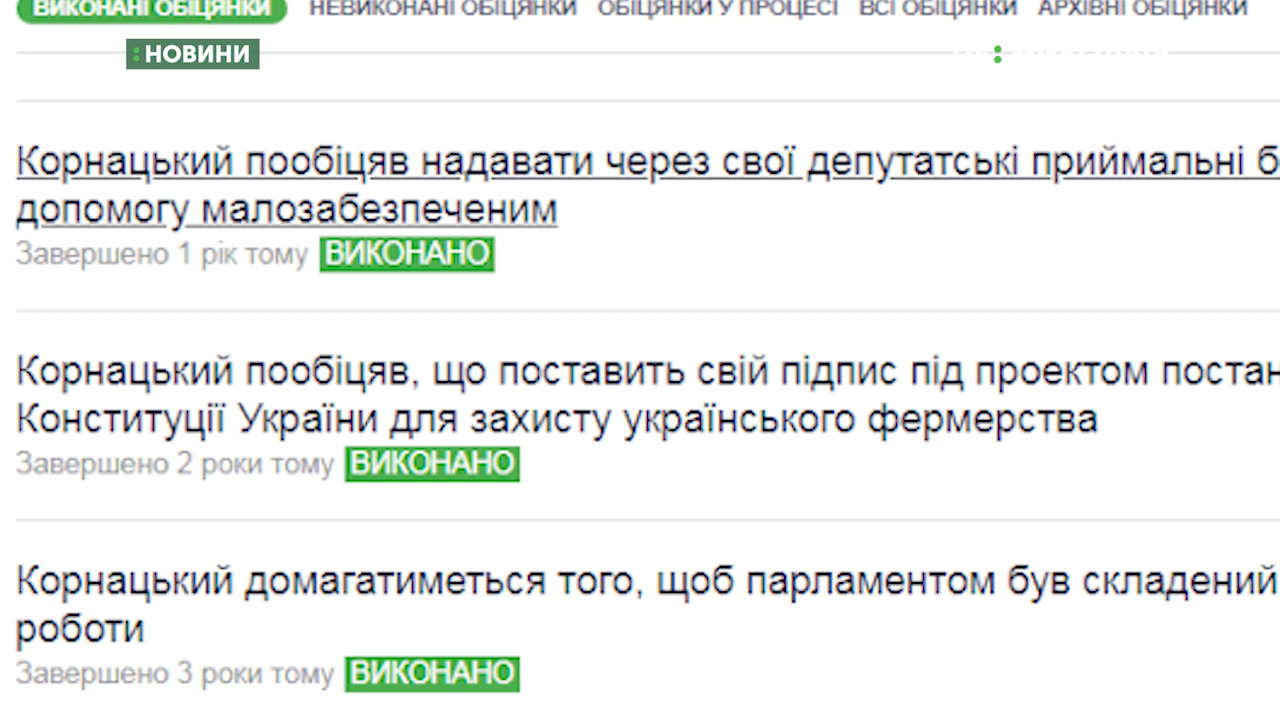 ВИКОНАНІ ОБІЦЯНКИ НЕВИКОНАНІ ОБІЦЯНКИ ОБІЦЯНКИ У ПРОЦЕСІ ВСІ ОБІЦЯНКИ АРХІВНІ ОБІЦЯНКИ
: НОВИНИ
Корнацький пообіцяв надавати через свої депутатські приймальні б
допомогу малозабезпеченим
Завершено 1 рік тому ВИКОНАНО
Корнацький пообіцяв, що поставить свій підпис під проектом постан
Конституції України для захисту українського фермерства
Завершено 2 роки тому ВИКОНАНО
Корнацький домагатиметься того, щоб парламентом був складений
роботи
Завершено 3 роки тому ВИКОНАНО